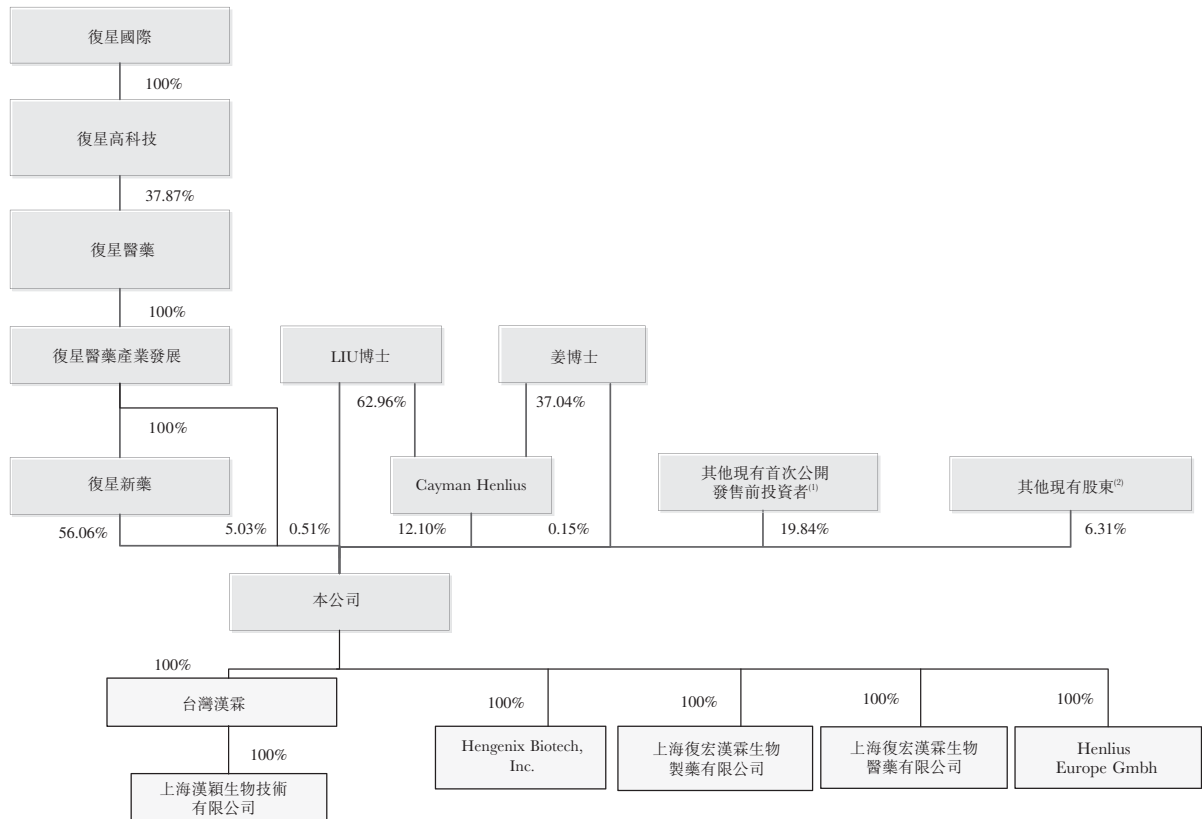 復星國際
100%
復星高科技
37.87%
復星醫藥
100%
復星醫藥產業發展
LIU博士
姜博士
62.96%
37.04%
100%
復星新藥
Cayman Henlius
其他現有首次公開
發售前投資者(1)
其他現有股東(2)
56.06%
5.03%
0.51%
12.10%
0.15%
19.84%
6.31%
本公司
100%
台灣漢霖
100%
上海漢穎生物技術
有限公司
100%
Hengenix Biotech,
Inc.
100%
上海復宏漢霖生物
製藥有限公司
100%
上海復宏漢霖生物
醫藥有限公司
100%
Henlius
Europe Gmbh